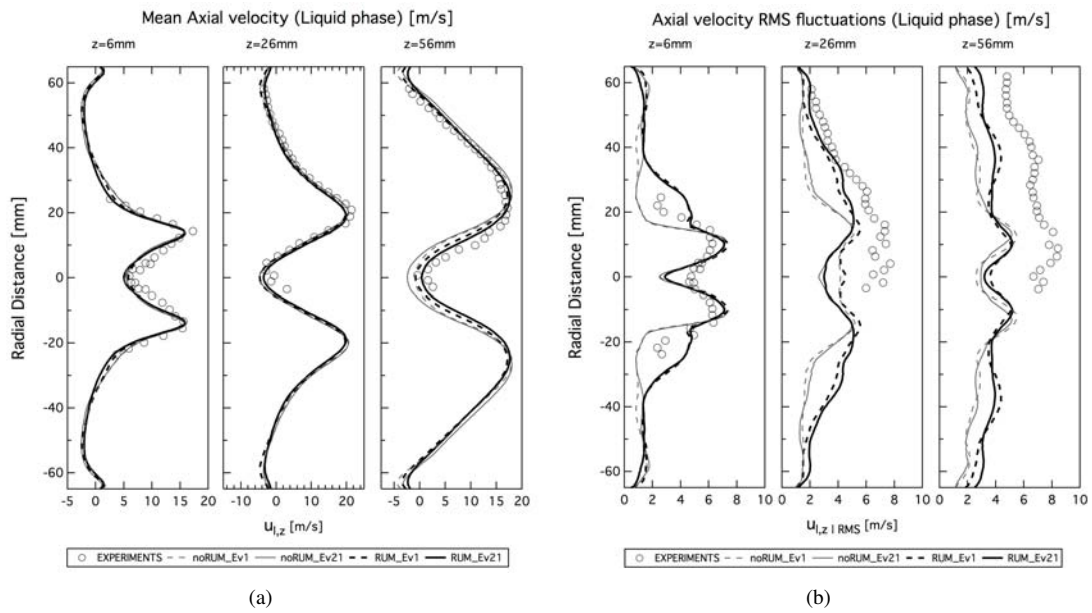 Mean Axial velocity (Liquid phase) [m/s]
z=6mm z=26mm z=56mm
60
40
20
0
-20
-40
-60
Radial Distance [mm]
-5 0 5 10 15 20
-10 0 10 20
-5 0 5 10 15 20
u_l,z [m/s]
EXPERIMENTS noRUM_Ev1 noRUM_Ev21 RUM_Ev1 RUM_Ev21
(a)
Axial velocity RMS fluctuations (Liquid phase) [m/s]
z=6mm z=26mm z=56mm
60
40
20
0
-20
-40
-60
Radial Distance [mm]
0 2 4 6 8 10
0 2 4 6 8 10
0 2 4 6 8 10
u_l,z | RMS [m/s]
EXPERIMENTS noRUM_Ev1 noRUM_Ev21 RUM_Ev1 RUM_Ev21
(b)